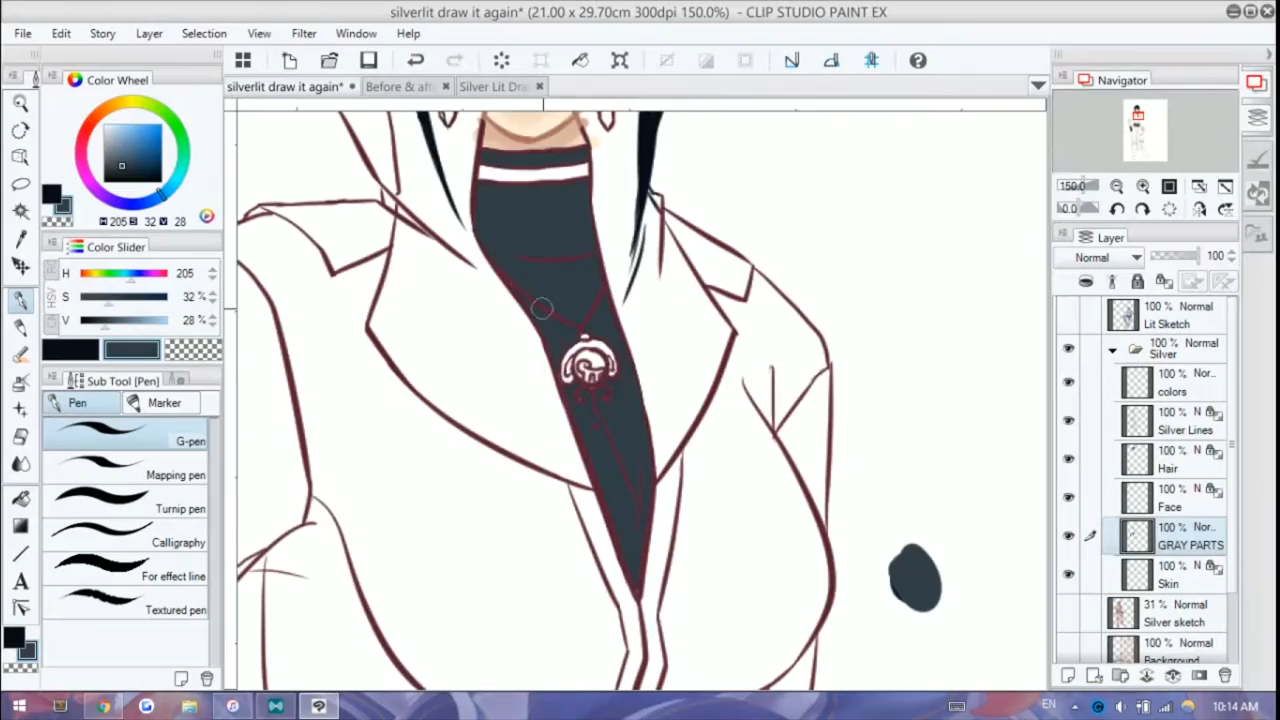 silverlit draw it again* (21.00 x 29.70cm 300dpi 150.0%) - CLIP STUDIO PAINT EX
File Edit Story Layer Selection View Filter Window Help
silverlit draw it again* Before & aft Silver Lit Dra
Color Wheel
H 205 S 32 V 28
Color Slider
HSV
H 205
S 32 %
V 28 %
Sub Tool [Pen]
Pen Marker
G-pen
Mapping pen
Turnip pen
Calligraphy
For effect line
Textured pen
Navigator
150.0
0.0
Layer
Normal 100
100 % Normal
Lit Sketch
100 % Normal
Silver
100 % Nor..
colors
100 % N
Silver Lines
100 % N
Hair
100 % N
Face
100 % Nor..
GRAY PARTS
100 % N
Skin
31 % Normal
Silver sketch
100 % Normal
Background
EN 10:14 AM